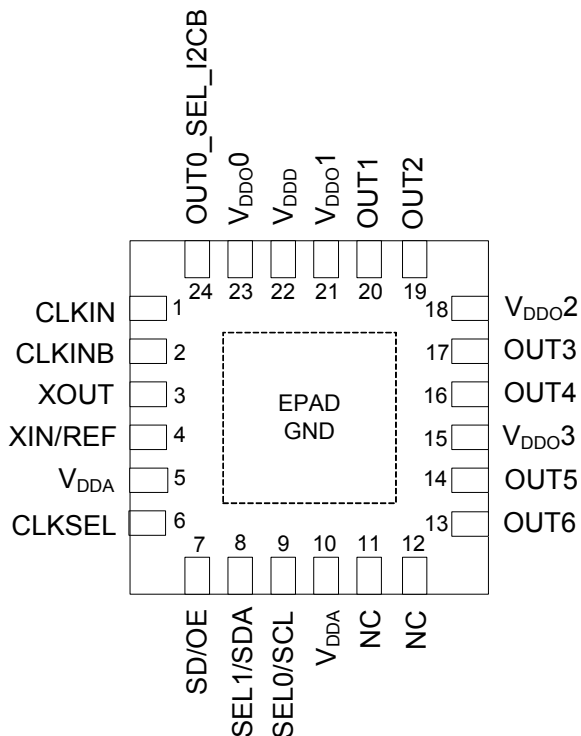 OUT0_SEL_I2CB
VDDO0
VDDD
VDDO1
OUT1
OUT2
24
23
22
21
20
19
CLKIN
1
CLKINB
2
XOUT
3
XIN/REF
4
VDDA
5
CLKSEL
6
EPAD
GND
18
VDDO2
17
OUT3
16
OUT4
15
VDDO3
14
OUT5
13
OUT6
7
8
9
10
11
12
SD/OE
SEL1/SDA
SEL0/SCL
VDDA
NC
NC